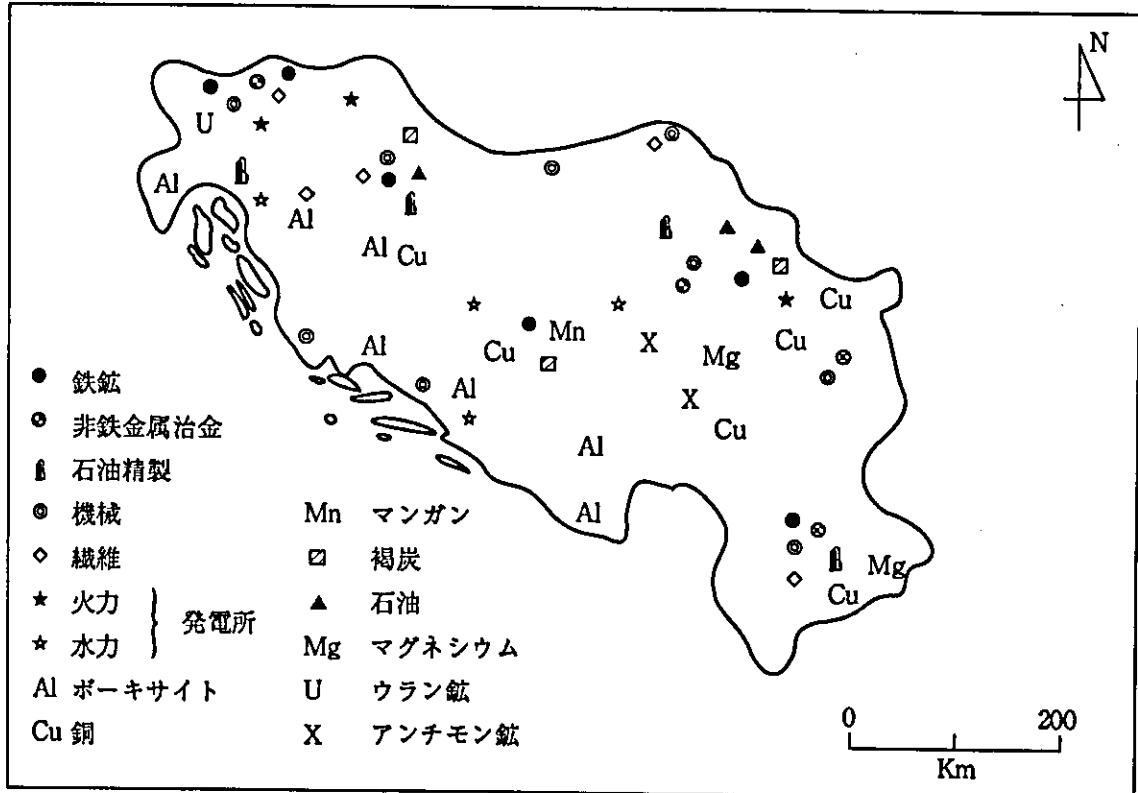 N
U
Al
Al
Al
Cu
Cu
Cu
Mn
Cu
X
Mg
Al
Al
X
Cu
Al
Al
Mg
Cu
鉄鉱
非鉄金属冶金
石油精製
機械
Mn マンガン
繊維
褐炭
火力
発電所
石油
水力
Mg マグネシウム
Al ボーキサイト
U ウラン鉱
Cu 銅
X アンチモン鉱
0 200
Km